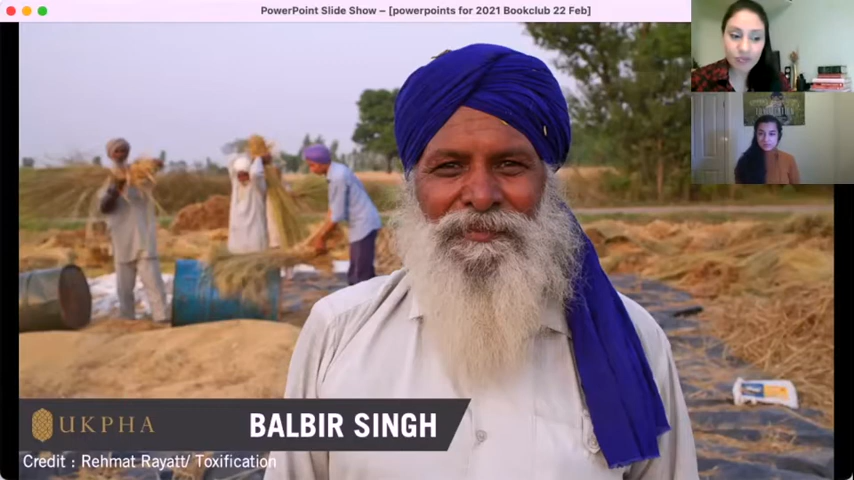 PowerPoint Slide Show – [powerpoints for 2021 Bookclub 22 Feb]
UKPHA
BALBIR SINGH
Credit : Rehmat Rayatt/ Toxification